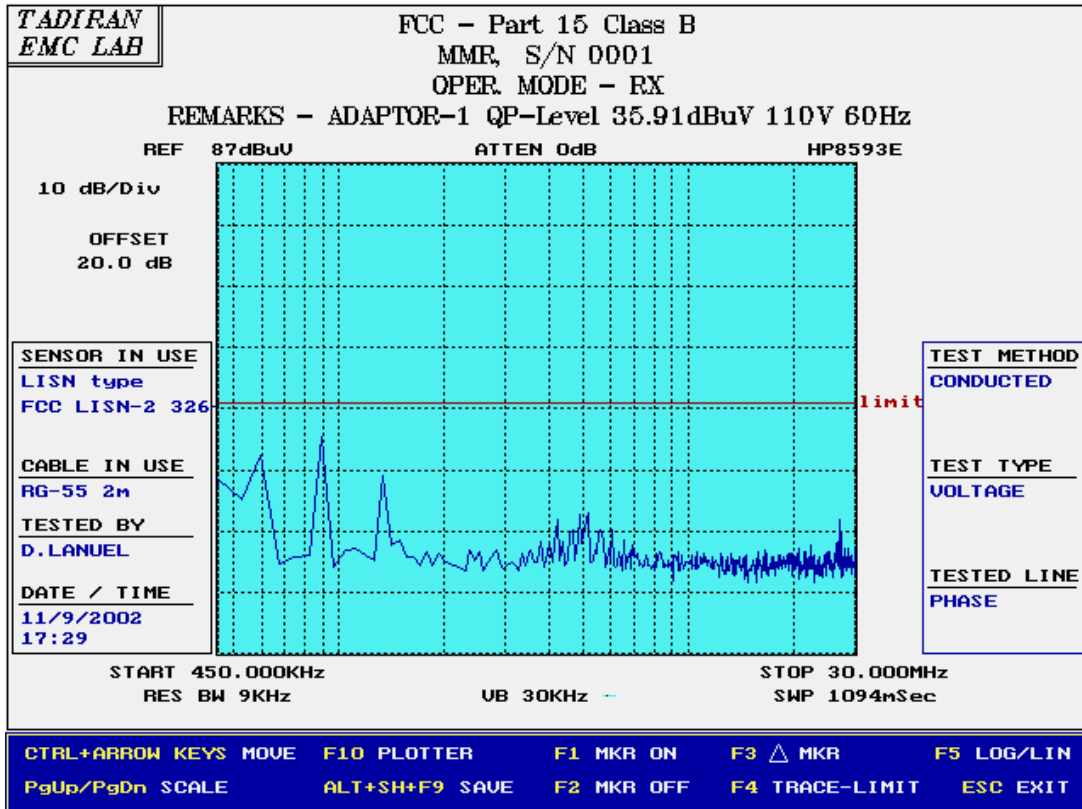 TADIRAN
EMC LAB
FCC - Part 15 Class B
MMR, S/N 0001
OPER. MODE - RX
REMARKS - ADAPTOR-1 QP-Level 35.91dBuV 110V 60Hz
REF 87dBuV ATTEN 0dB HP8593E
10 dB/Div
OFFSET
20.0 dB
SENSOR IN USE
LISN type
FCC LISN-2 326
CABLE IN USE
RG-55 2m
TESTED BY
D.LANUEL
DATE / TIME
11/9/2002
17:29
limit
TEST METHOD
CONDUCTED
TEST TYPE
VOLTAGE
TESTED LINE
PHASE
START 450.000KHz STOP 30.000MHz
RES BW 9KHz VB 30KHz SWP 1094mSec
CTRL+ARROW KEYS MOVE F10 PLOTTER F1 MKR ON F3 △ MKR F5 LOG/LIN
PgUp/PgDn SCALE ALT+SH+F9 SAVE F2 MKR OFF F4 TRACE-LIMIT ESC EXIT